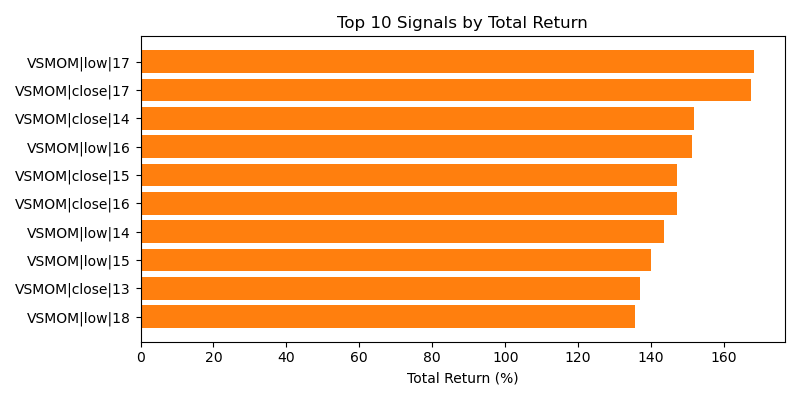 Top 10 Signals by Total Return
VSMOM|low|17
VSMOM|close|17
VSMOM|close|14
VSMOM|low|16
VSMOM|close|15
VSMOM|close|16
VSMOM|low|14
VSMOM|low|15
VSMOM|close|13
VSMOM|low|18
0 20 40 60 80 100 120 140 160
Total Return (%)